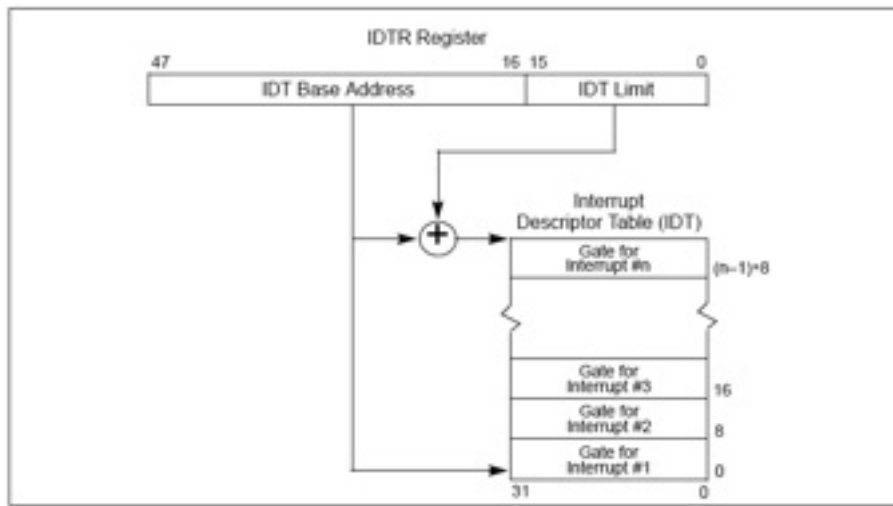 IDTR Register
47 16 15 0
IDT Base Address IDT Limit
Interrupt
Descriptor Table (IDT)
+
Gate for
Interrupt #n
(n–1)*8
Gate for
Interrupt #3
16
Gate for
Interrupt #2
8
Gate for
Interrupt #1
0
31 0